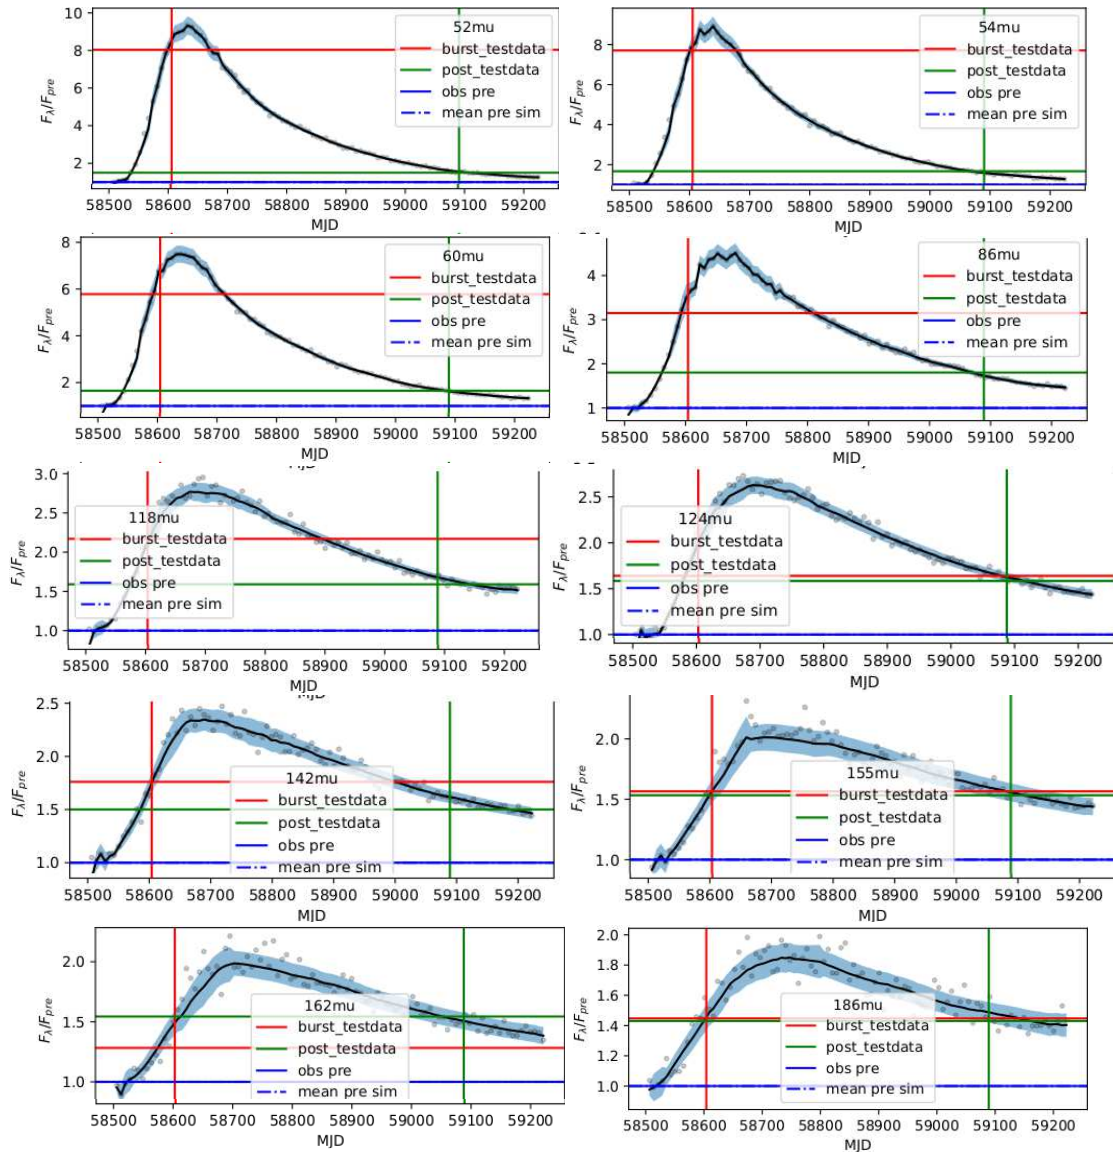 10
8
6
4
2
F_λ/F_pre
52mu
burst_testdata
post_testdata
obs pre
mean pre sim
58500 58600 58700 58800 58900 59000 59100 59200
MJD
8
6
4
2
F_λ/F_pre
54mu
burst_testdata
post_testdata
obs pre
mean pre sim
58500 58600 58700 58800 58900 59000 59100 59200
MJD
8
6
4
2
F_λ/F_pre
60mu
burst_testdata
post_testdata
obs pre
mean pre sim
58500 58600 58700 58800 58900 59000 59100 59200
MJD
4
3
2
1
F_λ/F_pre
86mu
burst_testdata
post_testdata
obs pre
mean pre sim
58500 58600 58700 58800 58900 59000 59100 59200
MJD
3.0
2.5
2.0
1.5
1.0
F_λ/F_pre
118mu
burst_testdata
post_testdata
obs pre
mean pre sim
58500 58600 58700 58800 58900 59000 59100 59200
MJD
2.5
2.0
1.5
1.0
F_λ/F_pre
124mu
burst_testdata
post_testdata
obs pre
mean pre sim
58500 58600 58700 58800 58900 59000 59100 59200
MJD
2.5
2.0
1.5
1.0
F_λ/F_pre
142mu
burst_testdata
post_testdata
obs pre
mean pre sim
58500 58600 58700 58800 58900 59000 59100 59200
MJD
2.0
1.5
1.0
F_λ/F_pre
155mu
burst_testdata
post_testdata
obs pre
mean pre sim
58500 58600 58700 58800 58900 59000 59100 59200
MJD
2.0
1.5
1.0
F_λ/F_pre
162mu
burst_testdata
post_testdata
obs pre
mean pre sim
58500 58600 58700 58800 58900 59000 59100 59200
MJD
2.0
1.8
1.6
1.4
1.2
1.0
F_λ/F_pre
186mu
burst_testdata
post_testdata
obs pre
mean pre sim
58500 58600 58700 58800 58900 59000 59100 59200
MJD